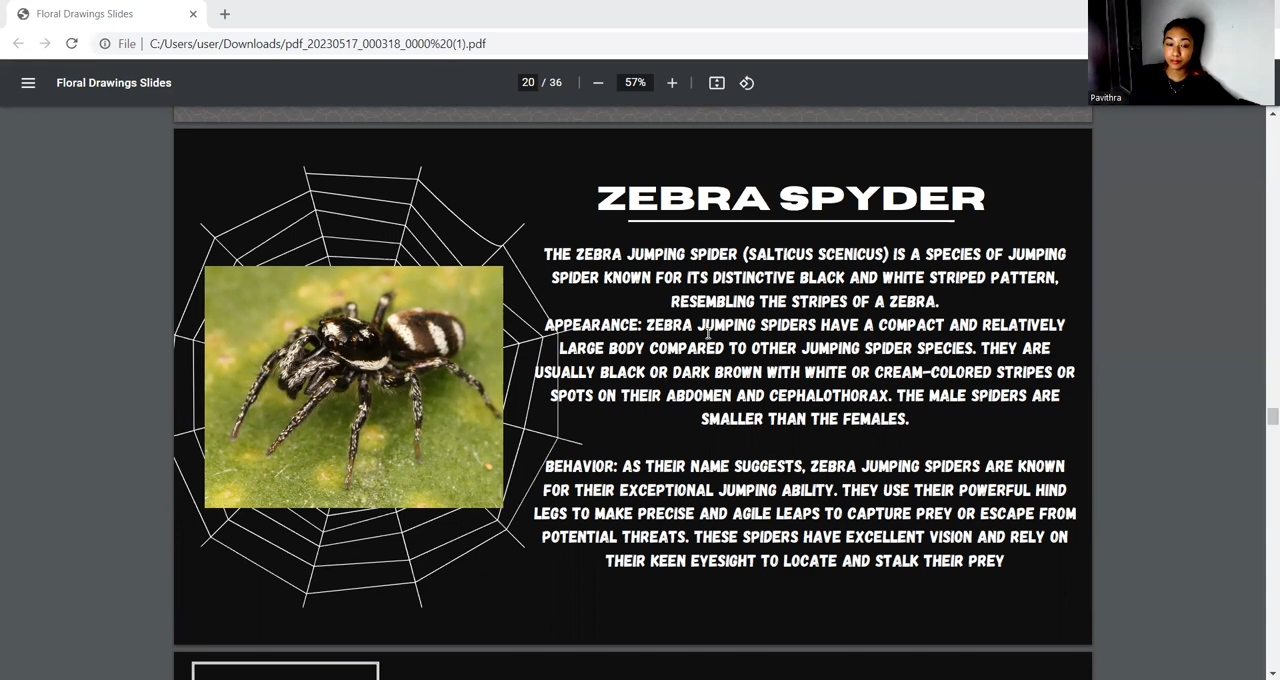 Floral Drawings Slides
File
C:/Users/user/Downloads/pdf_20230517_000318_0000%20(1).pdf
Floral Drawings Slides
20 / 36
57%
Pavithra
ZEBRA SPYDER
THE ZEBRA JUMPING SPIDER (SALTICUS SCENICUS) IS A SPECIES OF JUMPING
SPIDER KNOWN FOR ITS DISTINCTIVE BLACK AND WHITE STRIPED PATTERN,
RESEMBLING THE STRIPES OF A ZEBRA.
APPEARANCE: ZEBRA JUMPING SPIDERS HAVE A COMPACT AND RELATIVELY
LARGE BODY COMPARED TO OTHER JUMPING SPIDER SPECIES. THEY ARE
USUALLY BLACK OR DARK BROWN WITH WHITE OR CREAM-COLORED STRIPES OR
SPOTS ON THEIR ABDOMEN AND CEPHALOTHORAX. THE MALE SPIDERS ARE
SMALLER THAN THE FEMALES.
BEHAVIOR: AS THEIR NAME SUGGESTS, ZEBRA JUMPING SPIDERS ARE KNOWN
FOR THEIR EXCEPTIONAL JUMPING ABILITY. THEY USE THEIR POWERFUL HIND
LEGS TO MAKE PRECISE AND AGILE LEAPS TO CAPTURE PREY OR ESCAPE FROM
POTENTIAL THREATS. THESE SPIDERS HAVE EXCELLENT VISION AND RELY ON
THEIR KEEN EYESIGHT TO LOCATE AND STALK THEIR PREY